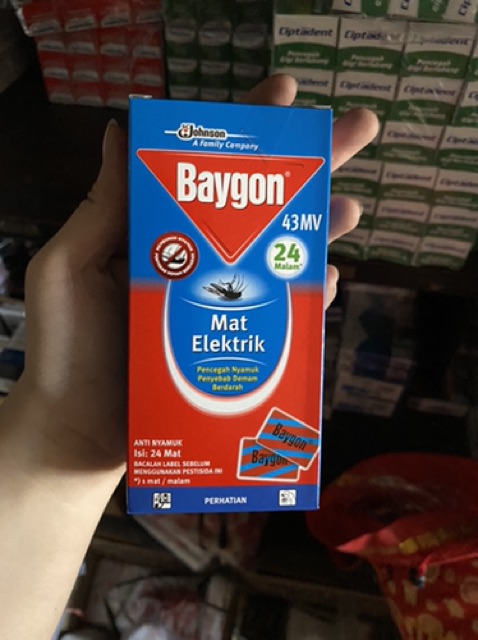 Johnson
A Family Company
Baygon®
43MV
24
Malam*
Mat
Elektrik
Pencegah Nyamuk
Penyebab Demam
Berdarah
ANTI NYAMUK
Isi: 24 Mat
BACALAH LABEL SEBELUM
MENGGUNAKAN PESTISIDA INI
*) 1 mat / malam
Baygon®
Baygon
PERHATIAN
Ciptadent
Ciptadent
Ciptadent
Ciptadent